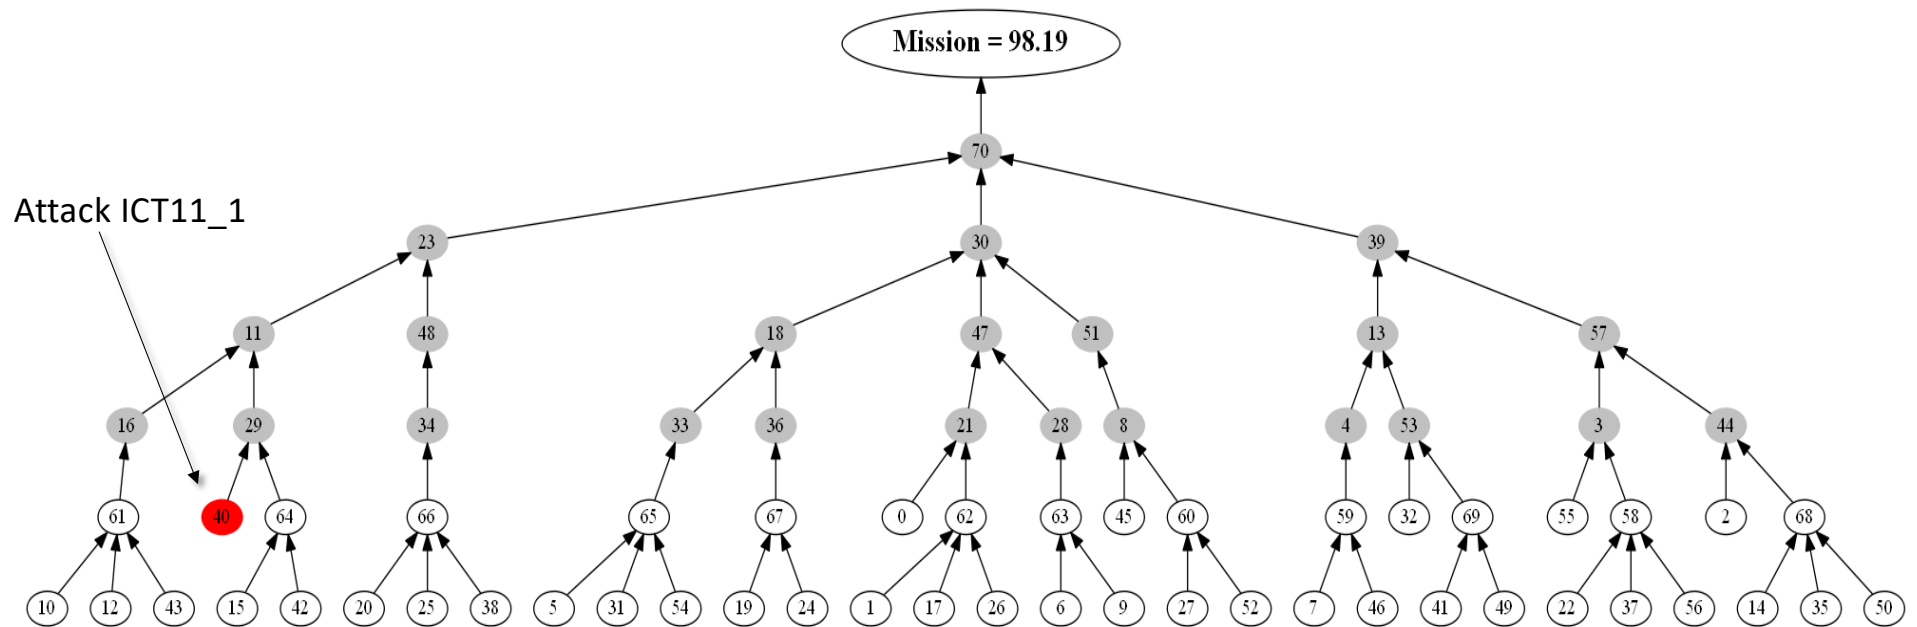 Mission = 98.19
70
Attack ICT11_1
23 30 39
11 48 18 47 51 13 57
16 29 34 33 36 21 28 8 4 53 3 44
61 40 64 66 65 67 0 62 63 45 60 59 32 69 55 58 2 68
10 12 43 15 42 20 25 38 5 31 54 19 24 1 17 26 6 9 27 52 7 46 41 49 22 37 56 14 35 50